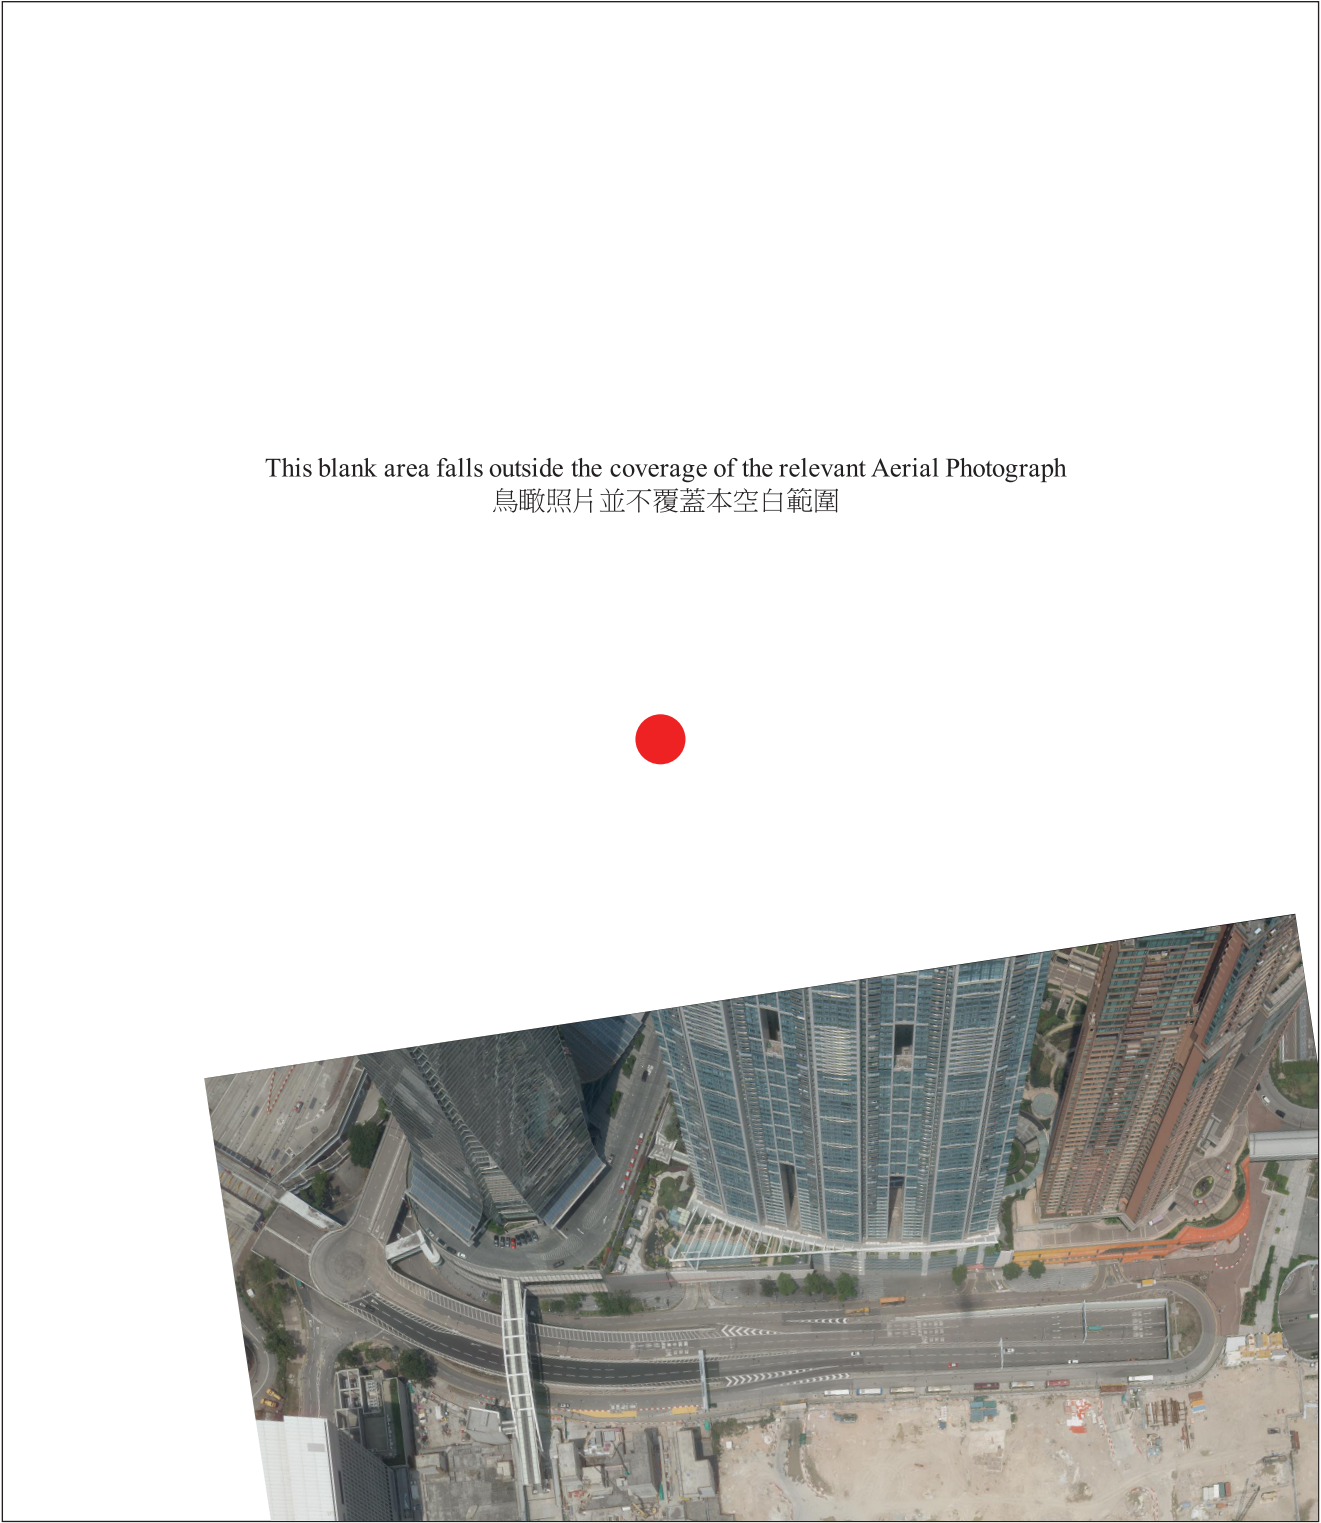 This blank area falls outside the coverage of the relevant Aerial Photograph
鳥瞰照片並不覆蓋本空白範圍